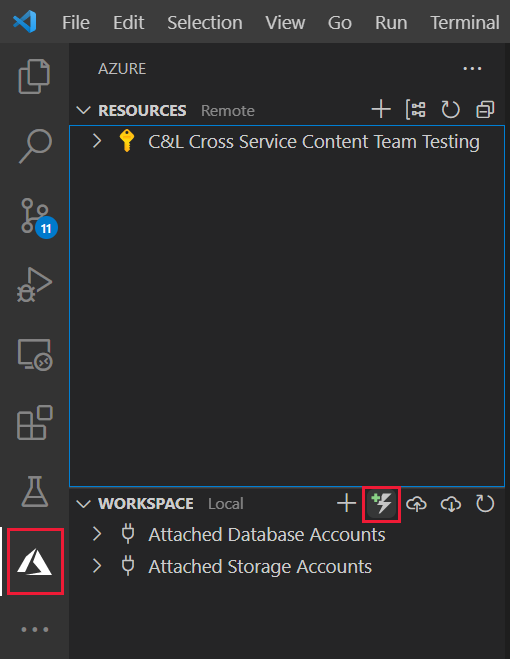 File Edit Selection View Go Run Terminal
AZURE
RESOURCES Remote
C&L Cross Service Content Team Testing
11
WORKSPACE Local
Attached Database Accounts
Attached Storage Accounts